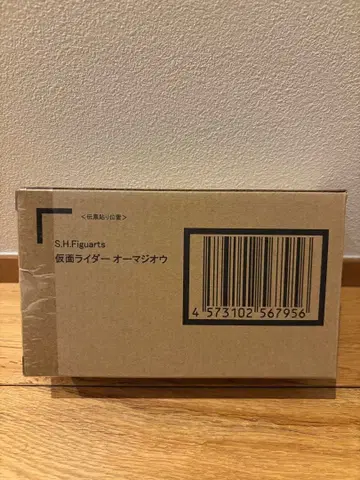 <伝票貼り位置>
S.H.Figuarts
仮面ライダー オーマジオウ
4 573102 567956